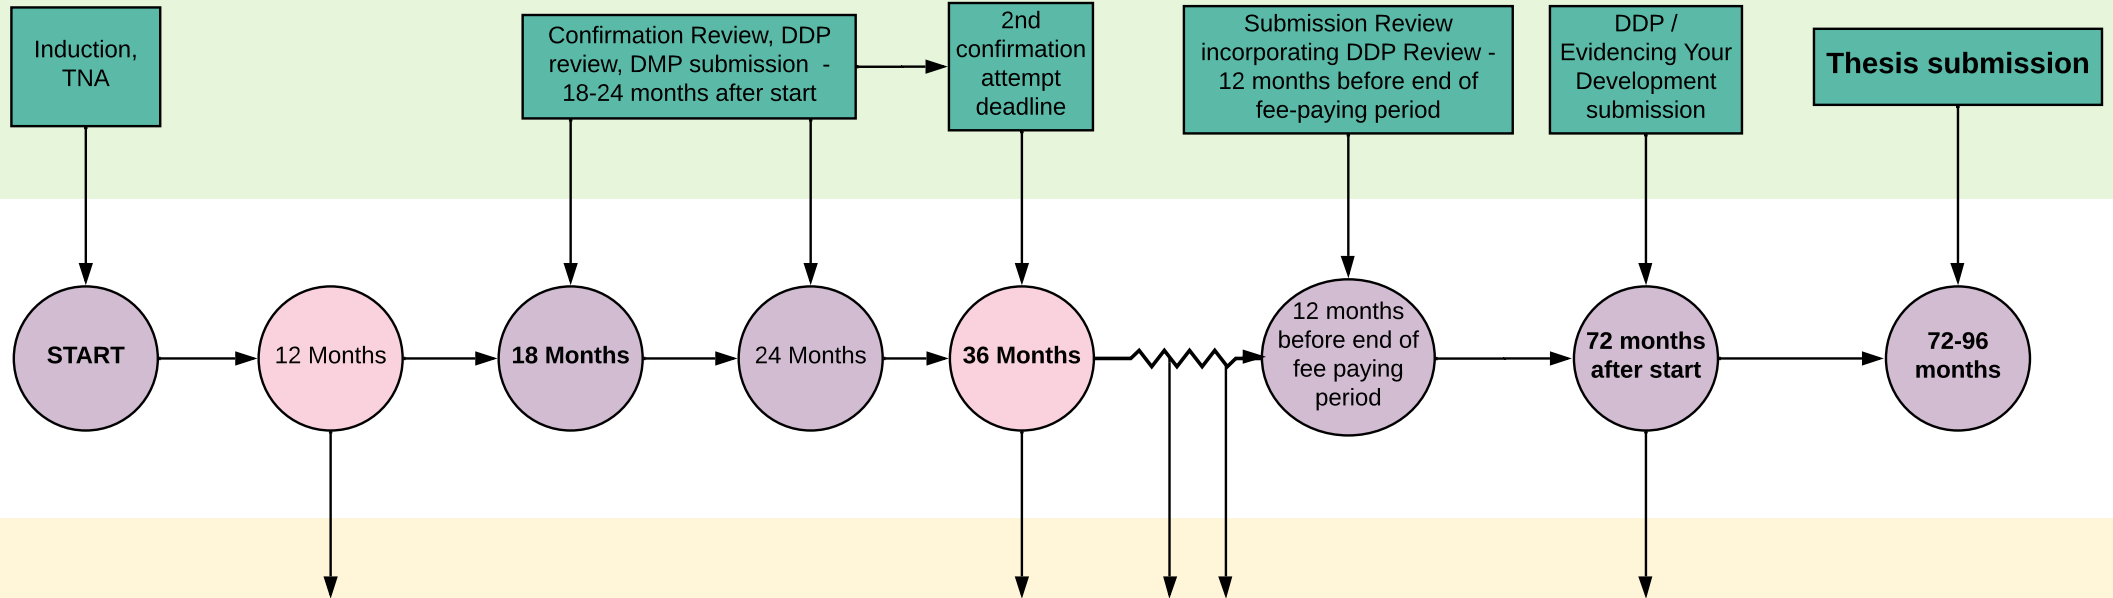 Induction,
TNA
Confirmation Review, DDP
review, DMP submission -
18-24 months after start
2nd
confirmation
attempt
deadline
Submission Review
incorporating DDP Review -
12 months before end of
fee-paying period
DDP /
Evidencing Your
Development
submission
Thesis submission
START
12 Months
18 Months
24 Months
36 Months
12 months
before end of
fee paying
period
72 months
after start
72-96
months